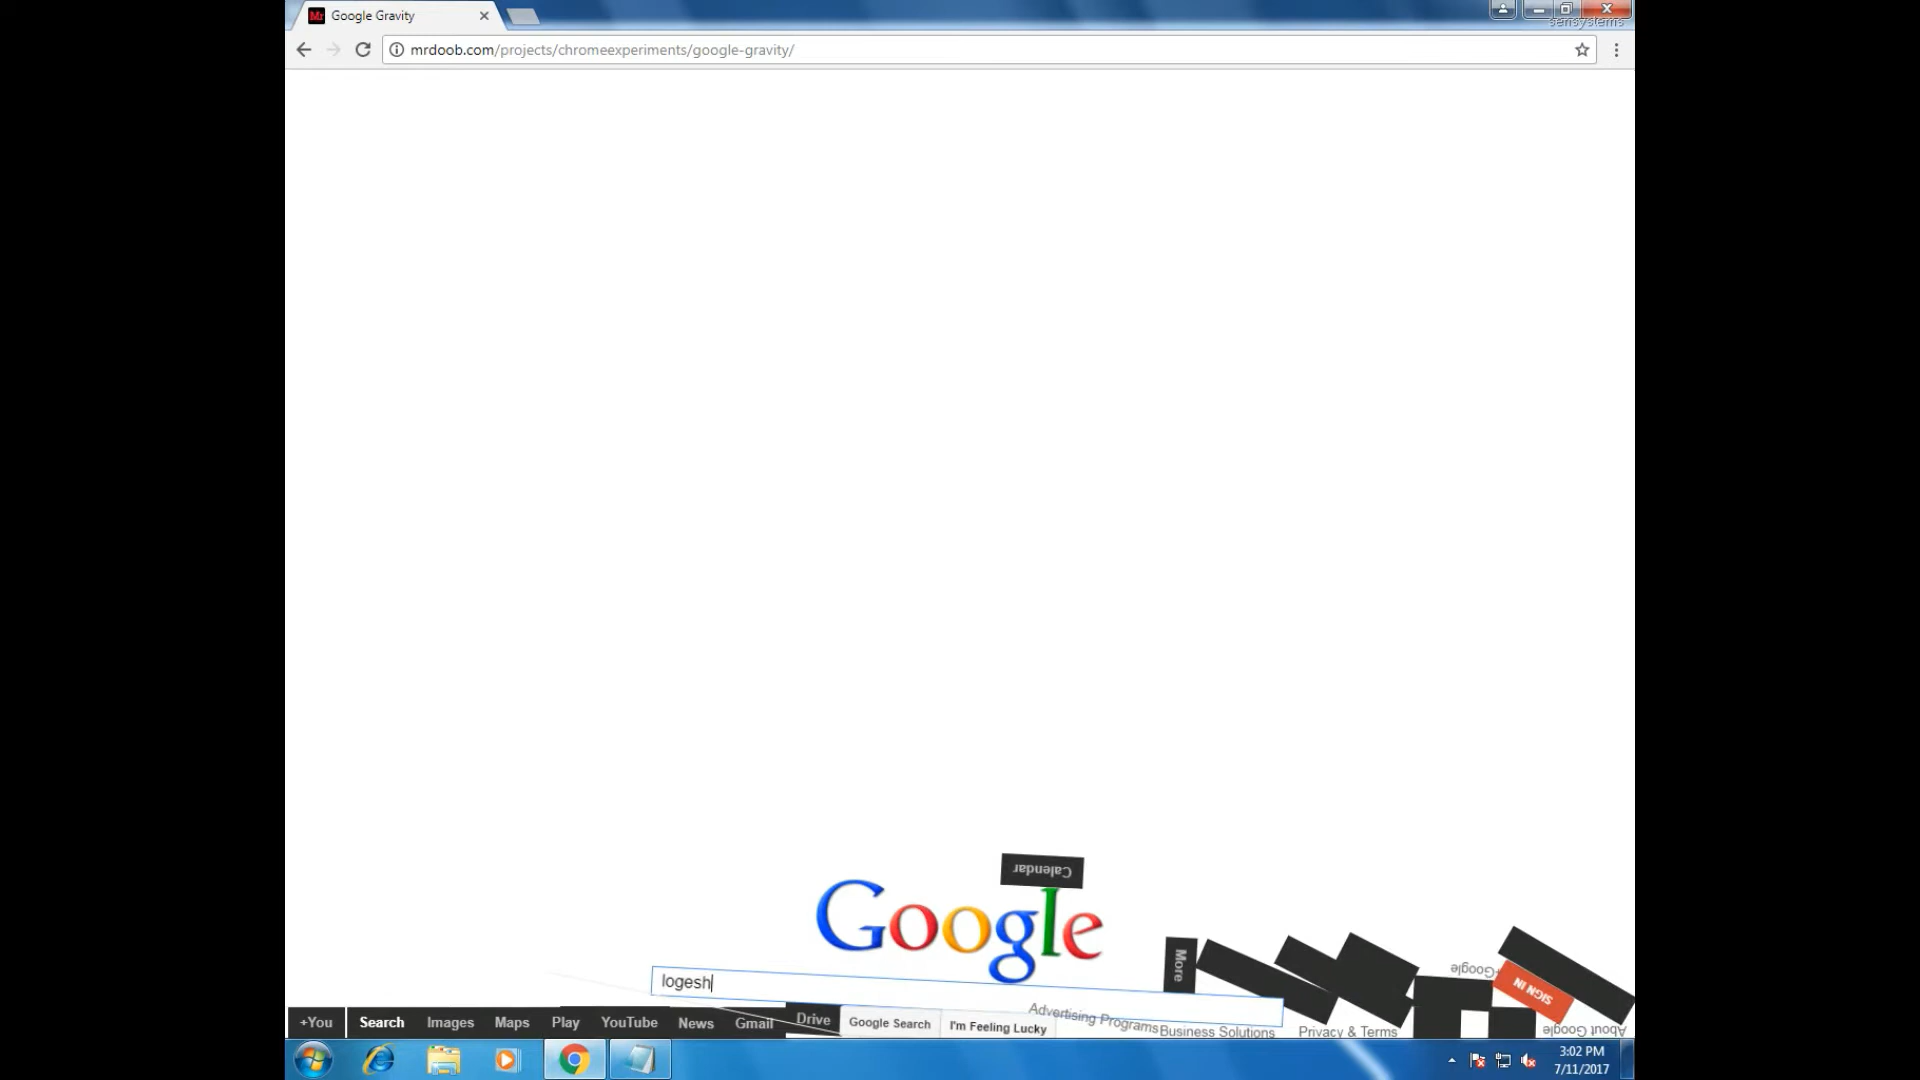 Mr Google Gravity
sensystems
mrdoob.com/projects/chromeexperiments/google-gravity/
Calendar
Google
More
Google+
SIGN IN
logesh
Advertising Programs
Business Solutions
Privacy & Terms
About Google
+You Search Images Maps Play YouTube News Gmail Drive Google Search I'm Feeling Lucky
3:02 PM
7/11/2017